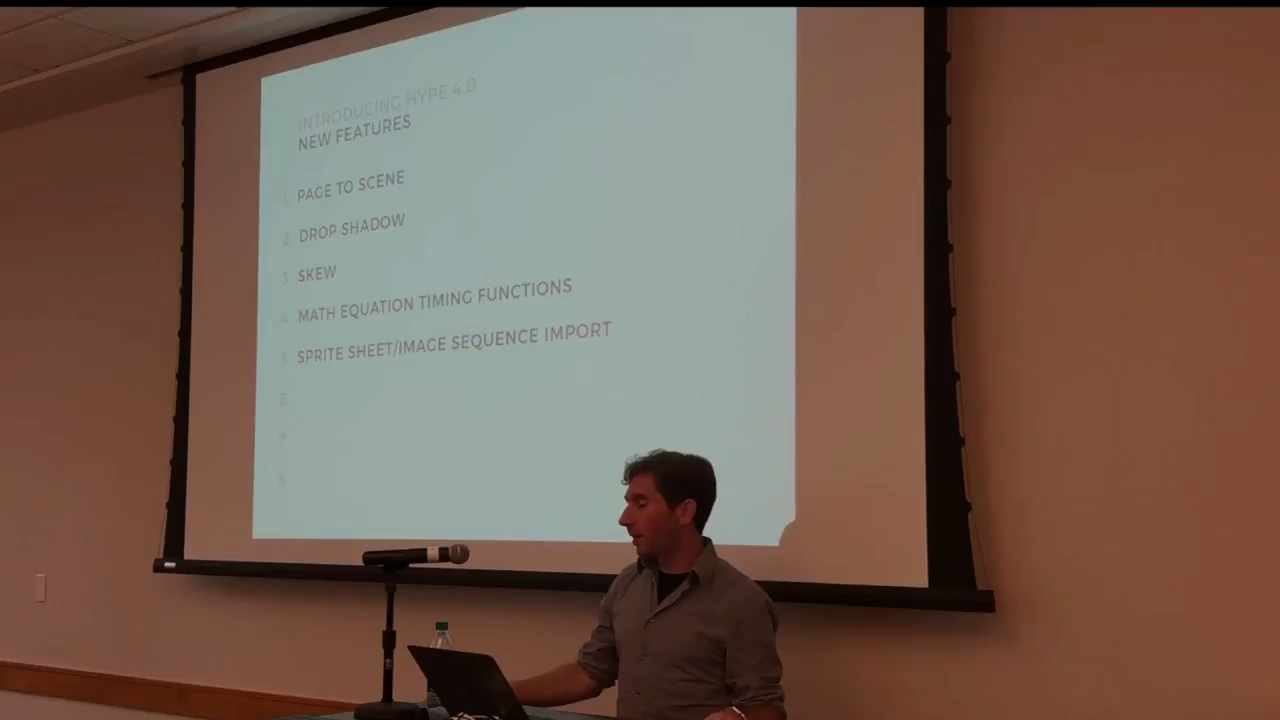 INTRODUCING HYPE 4.0
NEW FEATURES
1 PAGE TO SCENE
2 DROP SHADOW
3 SKEW
4 MATH EQUATION TIMING FUNCTIONS
5 SPRITE SHEET/IMAGE SEQUENCE IMPORT
6
7
8